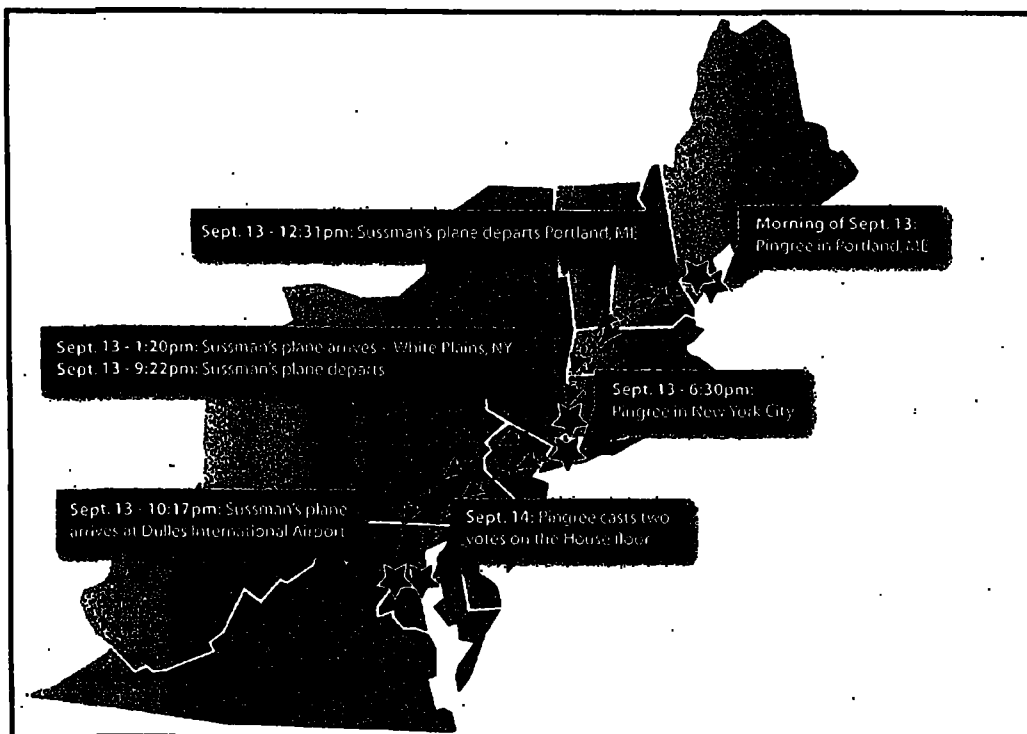 Sept. 13 - 12:31pm: Sussman's plane departs Portland, ME
Morning of Sept. 13:
Pingree in Portland, ME
Sept. 13 - 1:20pm: Sussman's plane arrives - White Plains, NY
Sept. 13 - 9:22pm: Sussman's plane departs
Sept. 13 - 6:30pm:
Pingree in New York City
Sept. 13 - 10:17pm: Sussman's plane
arrives at Dulles International Airport
Sept. 14: Pingree casts two
votes on the House floor